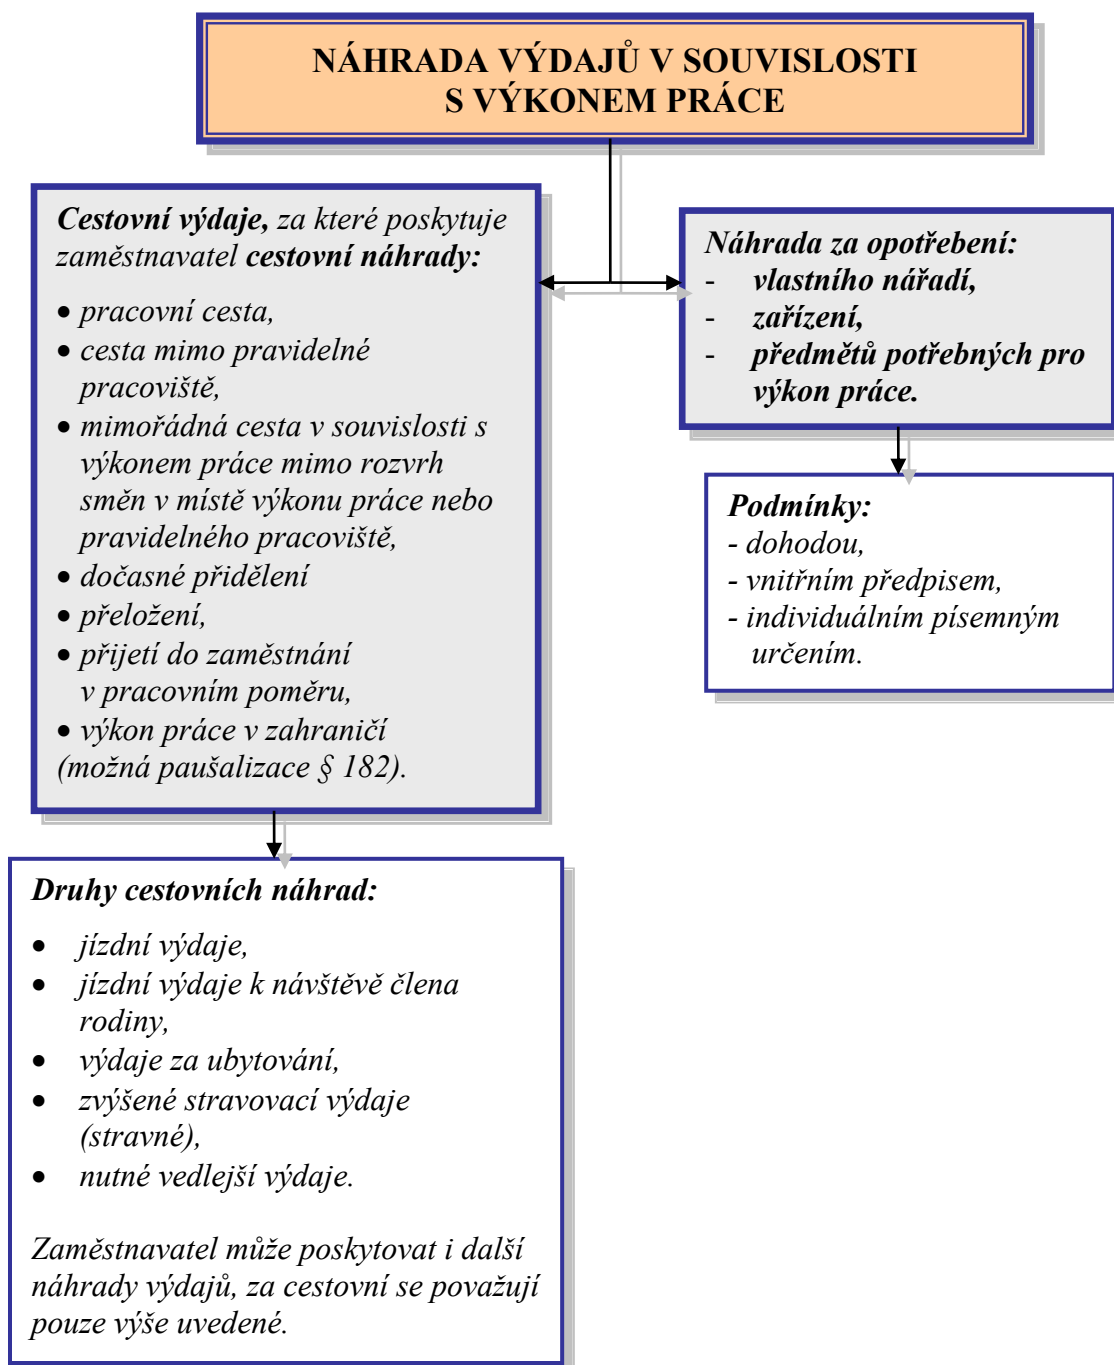 NÁHRADA VÝDAJŮ V SOUVISLOSTI
S VÝKONEM PRÁCE
Cestovní výdaje, za které poskytuje
zaměstnavatel cestovní náhrady:
• pracovní cesta,
• cesta mimo pravidelné
pracoviště,
• mimořádná cesta v souvislosti s
výkonem práce mimo rozvrh
směn v místě výkonu práce nebo
pravidelného pracoviště,
• dočasné přidělení
• přeložení,
• přijetí do zaměstnání
v pracovním poměru,
• výkon práce v zahraničí
(možná paušalizace § 182).
Náhrada za opotřebení:
- vlastního nářadí,
- zařízení,
- předmětů potřebných pro
výkon práce.
Podmínky:
- dohodou,
- vnitřním předpisem,
- individuálním písemným
určením.
Druhy cestovních náhrad:
• jízdní výdaje,
• jízdní výdaje k návštěvě člena
rodiny,
• výdaje za ubytování,
• zvýšené stravovací výdaje
(stravné),
• nutné vedlejší výdaje.
Zaměstnavatel může poskytovat i další
náhrady výdajů, za cestovní se považují
pouze výše uvedené.